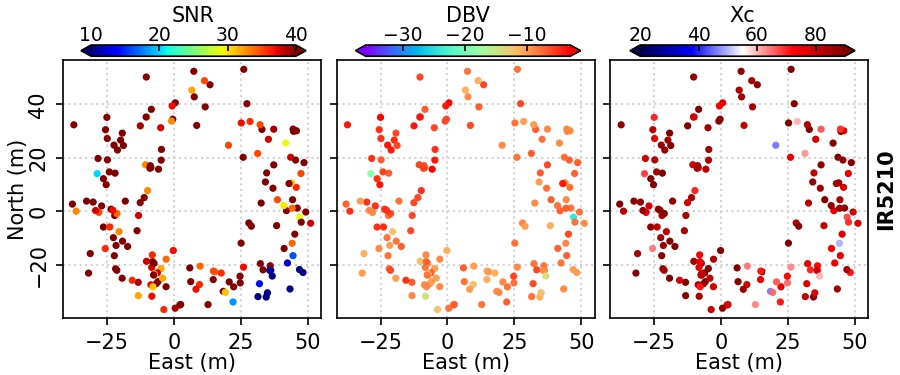 SNR DBV Xc
10 20 30 40 −30 −20 −10 20 40 60 80
40
20
0
−20
North (m)
IR5210
−25 0 25 50 −25 0 25 50 −25 0 25 50
East (m) East (m) East (m)